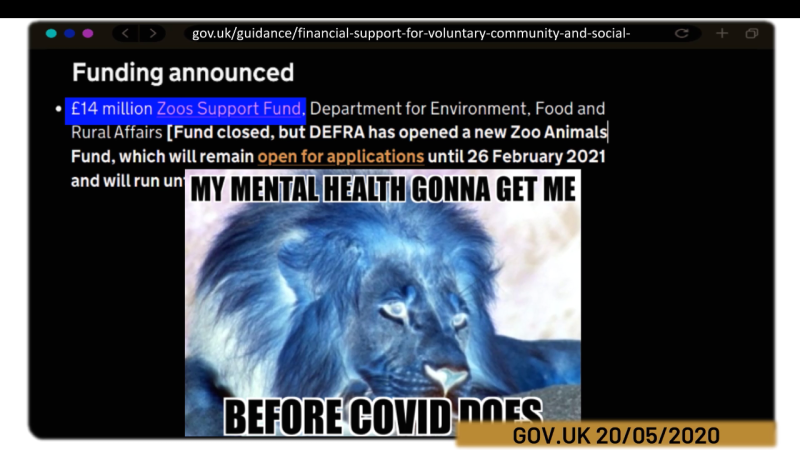 gov.uk/guidance/financial-support-for-voluntary-community-and-social-
Funding announced
• £14 million Zoos Support Fund, Department for Environment, Food and
Rural Affairs [Fund closed, but DEFRA has opened a new Zoo Animals
Fund, which will remain open for applications until 26 February 2021
and will run
MY MENTAL HEALTH GONNA GET ME
BEFORE COVID DOES
GOV.UK 20/05/2020